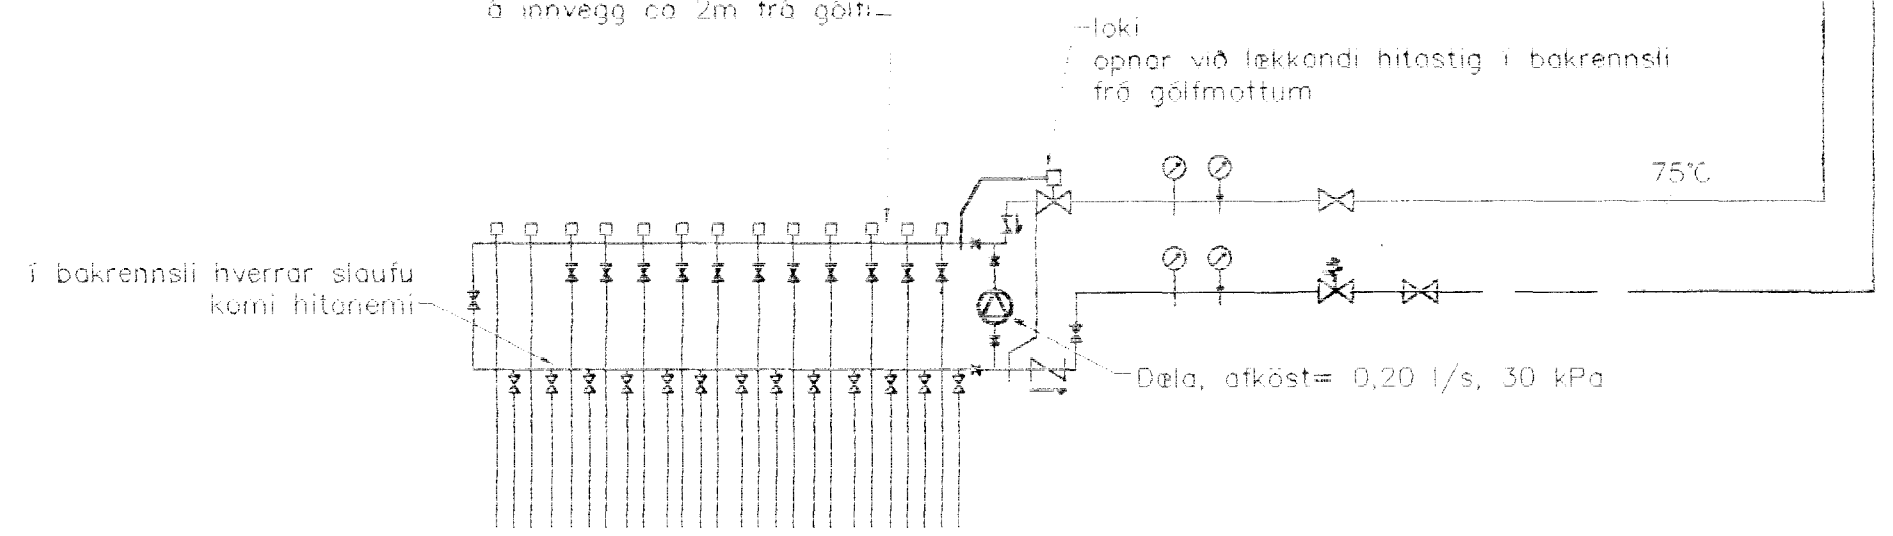 á innvegg ca 2m frá gólfi
loki
opnar við lækkandi hitastig í bakrennsli
frá gólfmottum
75°C
í bakrennsli hverrar slaufu
komi hitanemi
Dæla, afköst= 0,20 l/s, 30 kPa